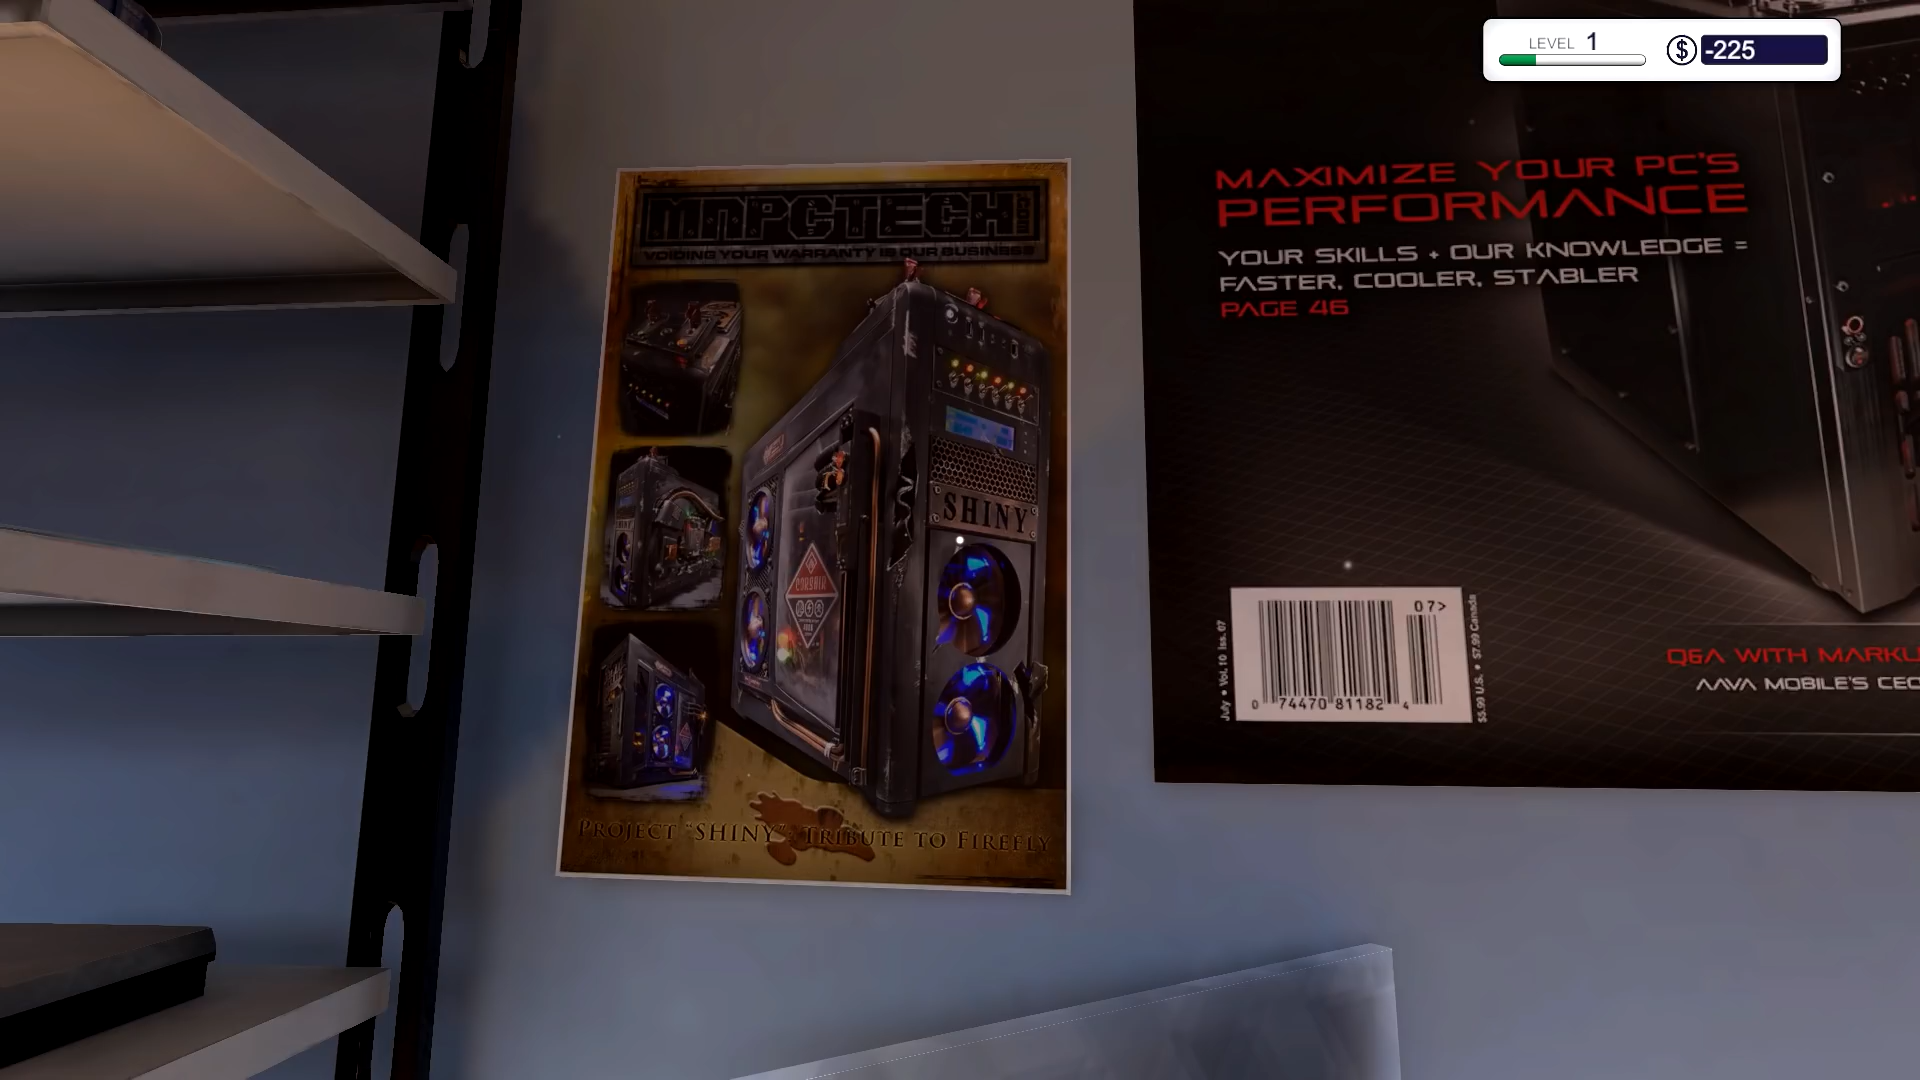 LEVEL 1
$ -225
MNPCTECH
VOIDING YOUR WARRANTY IS OUR BUSINESS
SHINY
CORSAIR
SHINY
PROJECT "SHINY": TRIBUTE TO FIREFLY
MAXIMIZE YOUR PC'S
PERFORMANCE
YOUR SKILLS + OUR KNOWLEDGE =
FASTER, COOLER, STABLER
PAGE 46
July • Vol.10 Iss. 07
07>
0 74470 81182 4
$5.99 U.S. • $7.99 Canada
Q&A WITH
AAVA MOBILE'S CEO